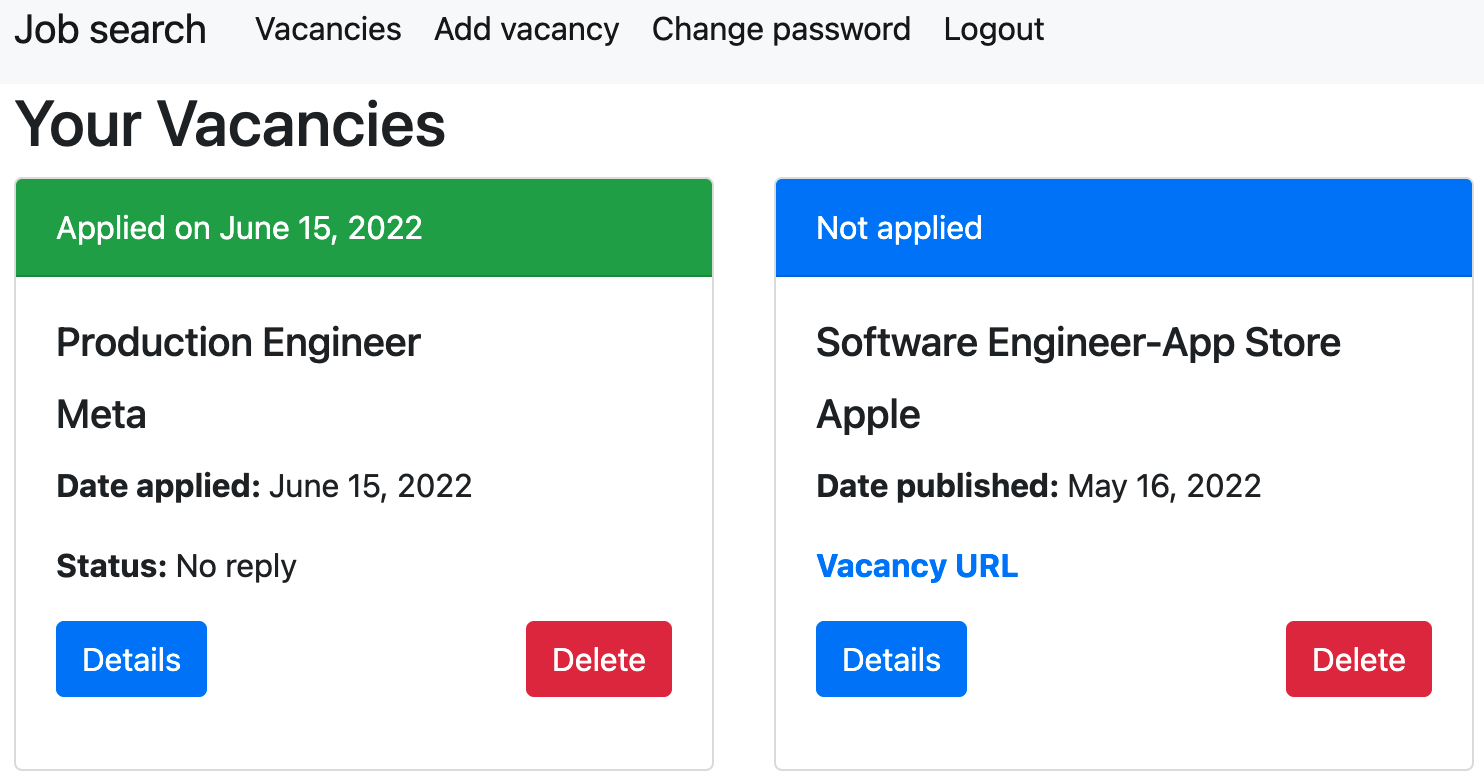 Job search Vacancies Add vacancy Change password Logout
Your Vacancies
Applied on June 15, 2022
Production Engineer
Meta
Date applied: June 15, 2022
Status: No reply
Details Delete
Not applied
Software Engineer-App Store
Apple
Date published: May 16, 2022
Vacancy URL
Details Delete